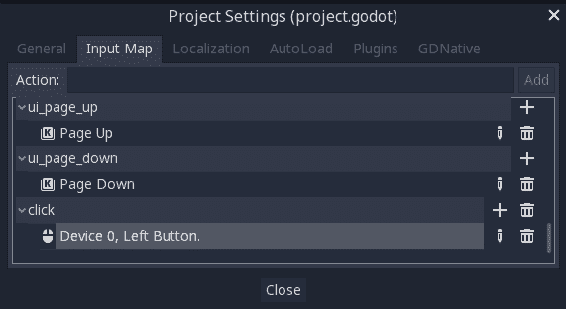 Project Settings (project.godot)
General Input Map Localization AutoLoad Plugins GDNative
Action: Add
ui_page_up
Page Up
ui_page_down
Page Down
click
Device 0, Left Button.
Close